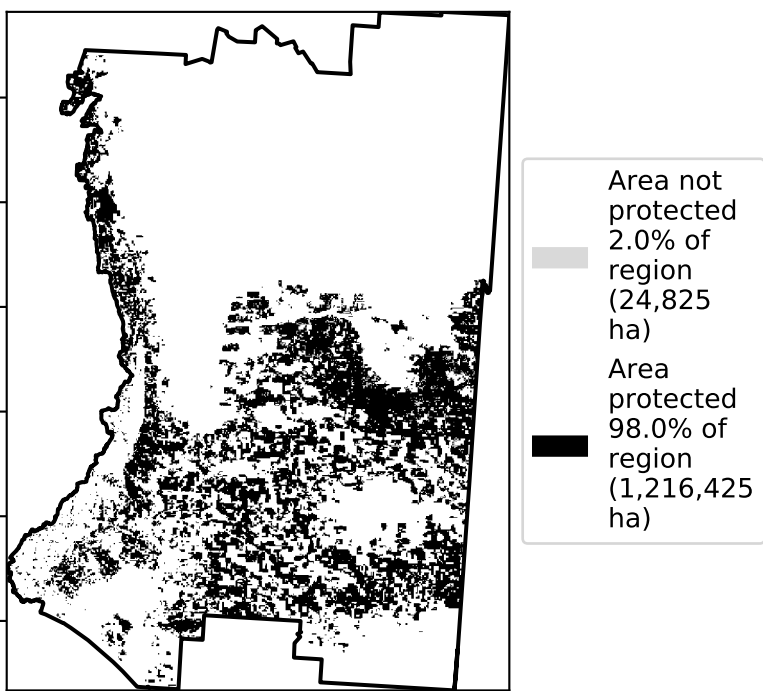 Area not
protected
2.0% of
region
(24,825
ha)
Area
protected
98.0% of
region
(1,216,425
ha)